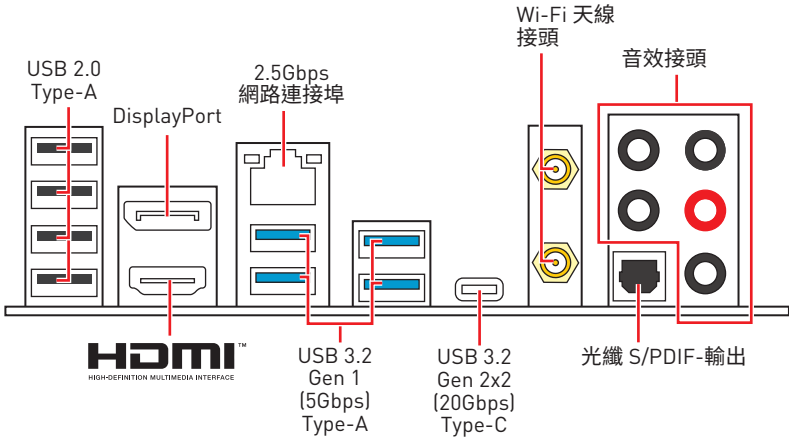 Wi-Fi 天線
接頭
音效接頭
USB 2.0
Type-A
2.5Gbps
網路連接埠
DisplayPort
HDMI™
HIGH-DEFINITION MULTIMEDIA INTERFACE
USB 3.2
Gen 1
(5Gbps)
Type-A
USB 3.2
Gen 2x2
(20Gbps)
Type-C
光纖 S/PDIF-輸出